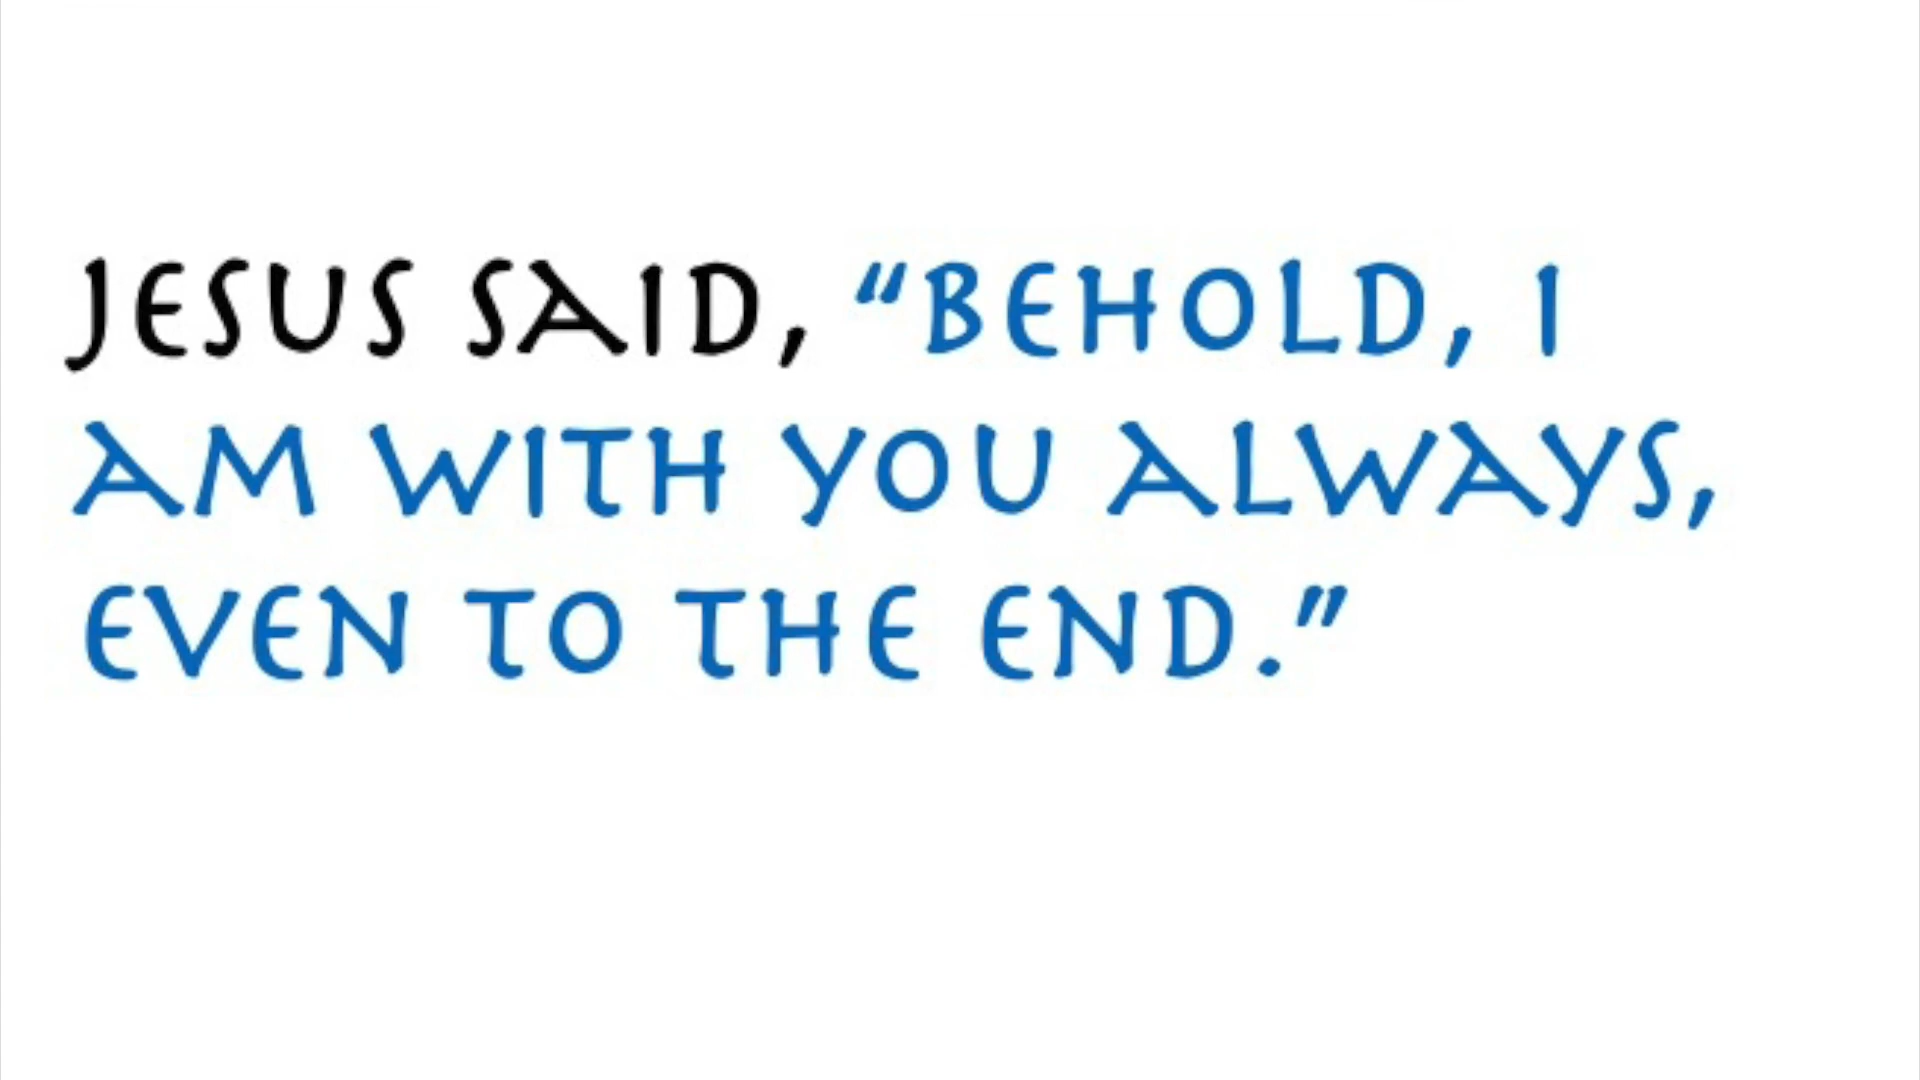 JESUS SAID, “BEHOLD, I
AM WITH YOU ALWAYS,
EVEN TO THE END.”